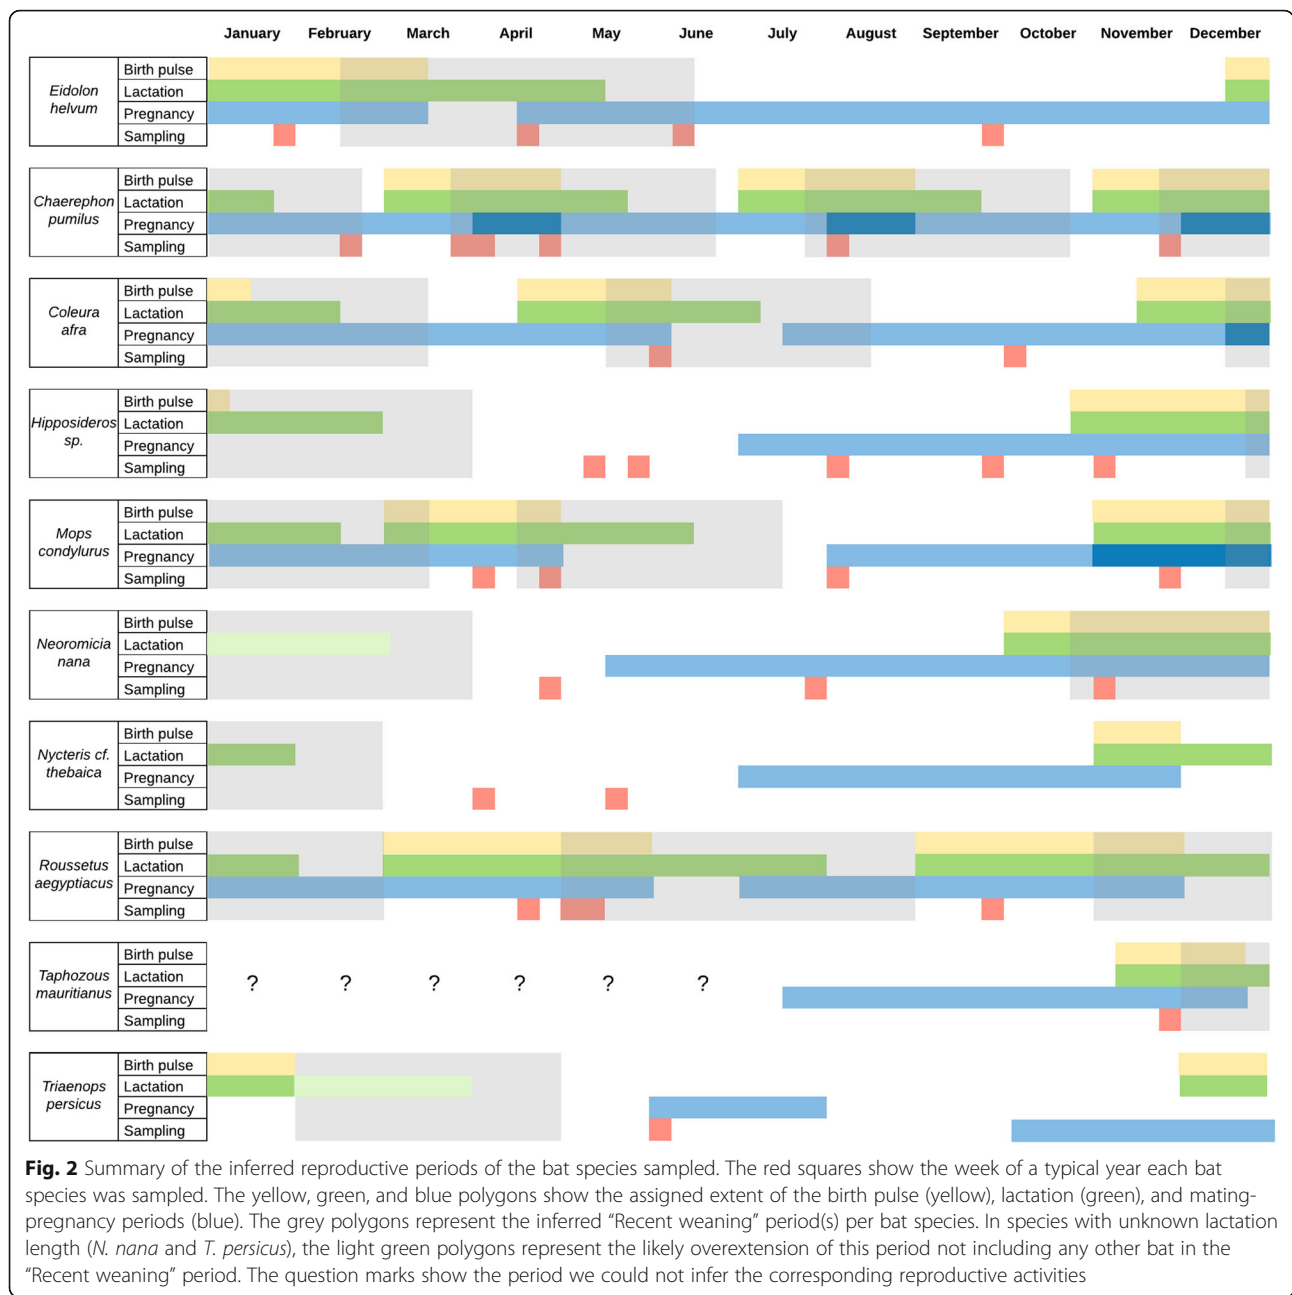 January February March April May June July August September October November December
Eidolon helvum
Birth pulse
Lactation
Pregnancy
Sampling
Chaerephon pumilus
Birth pulse
Lactation
Pregnancy
Sampling
Coleura afra
Birth pulse
Lactation
Pregnancy
Sampling
Hipposideros sp.
Birth pulse
Lactation
Pregnancy
Sampling
Mops condylurus
Birth pulse
Lactation
Pregnancy
Sampling
Neoromicia nana
Birth pulse
Lactation
Pregnancy
Sampling
Nycteris cf. thebaica
Birth pulse
Lactation
Pregnancy
Sampling
Roussetus aegyptiacus
Birth pulse
Lactation
Pregnancy
Sampling
Taphozous mauritianus
Birth pulse
Lactation
Pregnancy
Sampling
? ? ? ? ? ?
Triaenops persicus
Birth pulse
Lactation
Pregnancy
Sampling
Fig. 2 Summary of the inferred reproductive periods of the bat species sampled. The red squares show the week of a typical year each bat
species was sampled. The yellow, green, and blue polygons show the assigned extent of the birth pulse (yellow), lactation (green), and mating-
pregnancy periods (blue). The grey polygons represent the inferred “Recent weaning” period(s) per bat species. In species with unknown lactation
length (N. nana and T. persicus), the light green polygons represent the likely overextension of this period not including any other bat in the
“Recent weaning” period. The question marks show the period we could not infer the corresponding reproductive activities